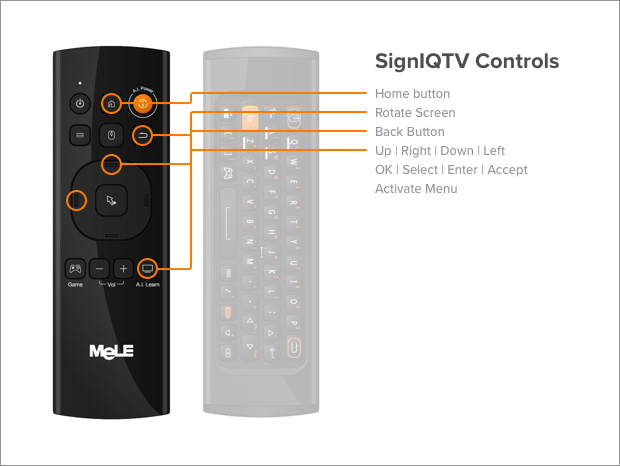 SignIQTV Controls
Home button
Rotate Screen
Back Button
Up | Right | Down | Left
OK | Select | Enter | Accept
Activate Menu
A.I. Power
Game
Vol
A.I. Learn
MeLE
Q
W
E
R
T
Y
U
I
O
P
D
F
G
H
J
K
L
Z
X
C
V
B
N
M